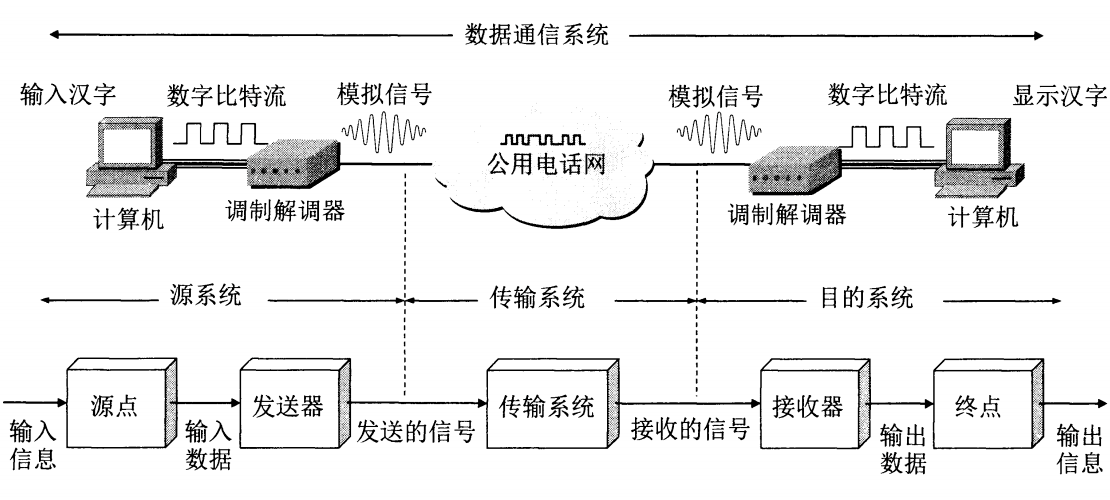 数据通信系统
输入汉字
数字比特流
模拟信号
模拟信号
数字比特流
显示汉字
公用电话网
计算机
调制解调器
调制解调器
计算机
源系统
传输系统
目的系统
源点
发送器
传输系统
接收器
终点
输入
信息
输入
数据
发送的信号
接收的信号
输出
数据
输出
信息